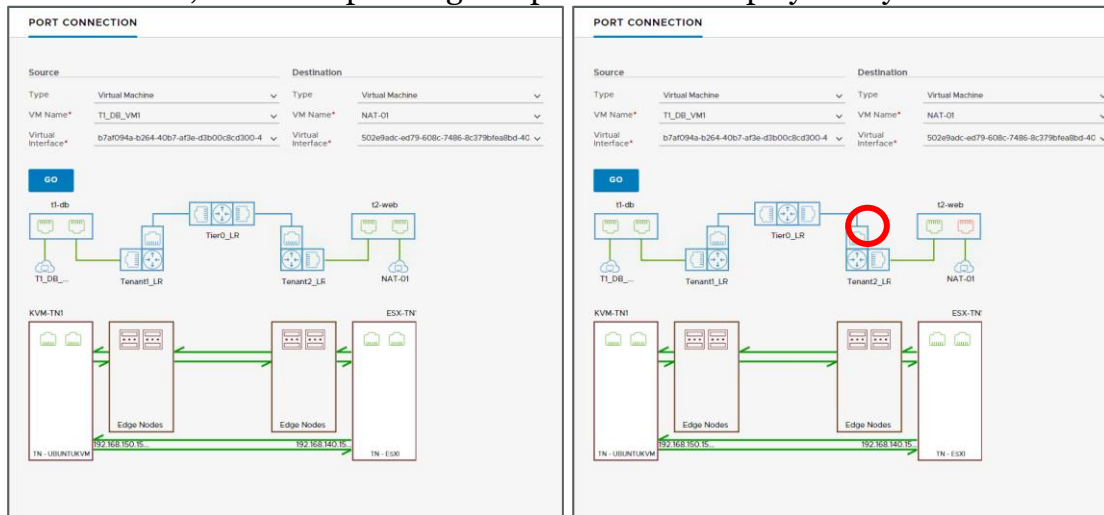 PORT CONNECTION
Source
Destination
Type
Virtual Machine
Type
Virtual Machine
VM Name*
T1_DB_VM1
VM Name*
NAT-01
Virtual Interface*
b7af094a-b264-40b7-af3e-d3b00c8cd300-4
Virtual Interface*
502e9adc-ed79-608c-7486-8c379bfea8bd-40
GO
t1-db
t2-web
Tier0_LR
T1_DB_...
Tenant1_LR
Tenant2_LR
NAT-01
KVM-TN1
ESX-TN
Edge Nodes
Edge Nodes
192.168.150.15...
192.168.140.15...
TN - UBUNTUKVM
TN - ESXI
PORT CONNECTION
Source
Destination
Type
Virtual Machine
Type
Virtual Machine
VM Name*
T1_DB_VM1
VM Name*
NAT-01
Virtual Interface*
b7af094a-b264-40b7-af3e-d3b00c8cd300-4
Virtual Interface*
502e9adc-ed79-608c-7486-8c379bfea8bd-40
GO
t1-db
t2-web
Tier0_LR
T1_DB_...
Tenant1_LR
Tenant2_LR
NAT-01
KVM-TN1
ESX-TN
Edge Nodes
Edge Nodes
192.168.150.15...
192.168.140.15...
TN - UBUNTUKVM
TN - ESXI